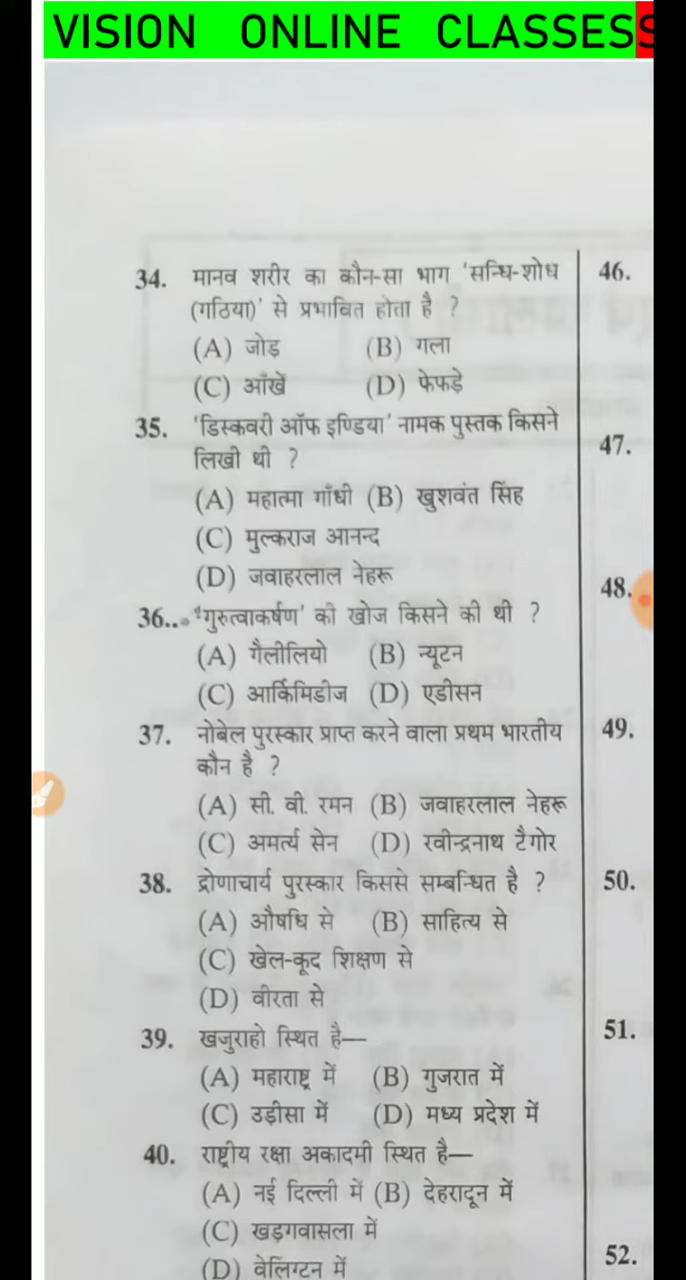 VISION ONLINE CLASSES
34. मानव शरीर का कौन-सा भाग 'सन्धि-शोध
(गठिया)' से प्रभावित होता है ?
(A) जोड़ (B) गला
(C) आँखें (D) फेफड़े
35. 'डिस्कवरी ऑफ इण्डिया' नामक पुस्तक किसने
लिखी थी ?
(A) महात्मा गाँधी (B) खुशवंत सिंह
(C) मुल्कराज आनन्द
(D) जवाहरलाल नेहरू
36. 'गुरुत्वाकर्षण' की खोज किसने की थी ?
(A) गैलीलियो (B) न्यूटन
(C) आर्किमिडीज (D) एडीसन
37. नोबेल पुरस्कार प्राप्त करने वाला प्रथम भारतीय
कौन है ?
(A) सी. वी. रमन (B) जवाहरलाल नेहरू
(C) अमर्त्य सेन (D) रवीन्द्रनाथ टैगोर
38. द्रोणाचार्य पुरस्कार किससे सम्बन्धित है ?
(A) औषधि से (B) साहित्य से
(C) खेल-कूद शिक्षण से
(D) वीरता से
39. खजुराहो स्थित है—
(A) महाराष्ट्र में (B) गुजरात में
(C) उड़ीसा में (D) मध्य प्रदेश में
40. राष्ट्रीय रक्षा अकादमी स्थित है—
(A) नई दिल्ली में (B) देहरादून में
(C) खड़गवासला में
(D) वेलिंग्टन में
46.
47.
48.
49.
50.
51.
52.